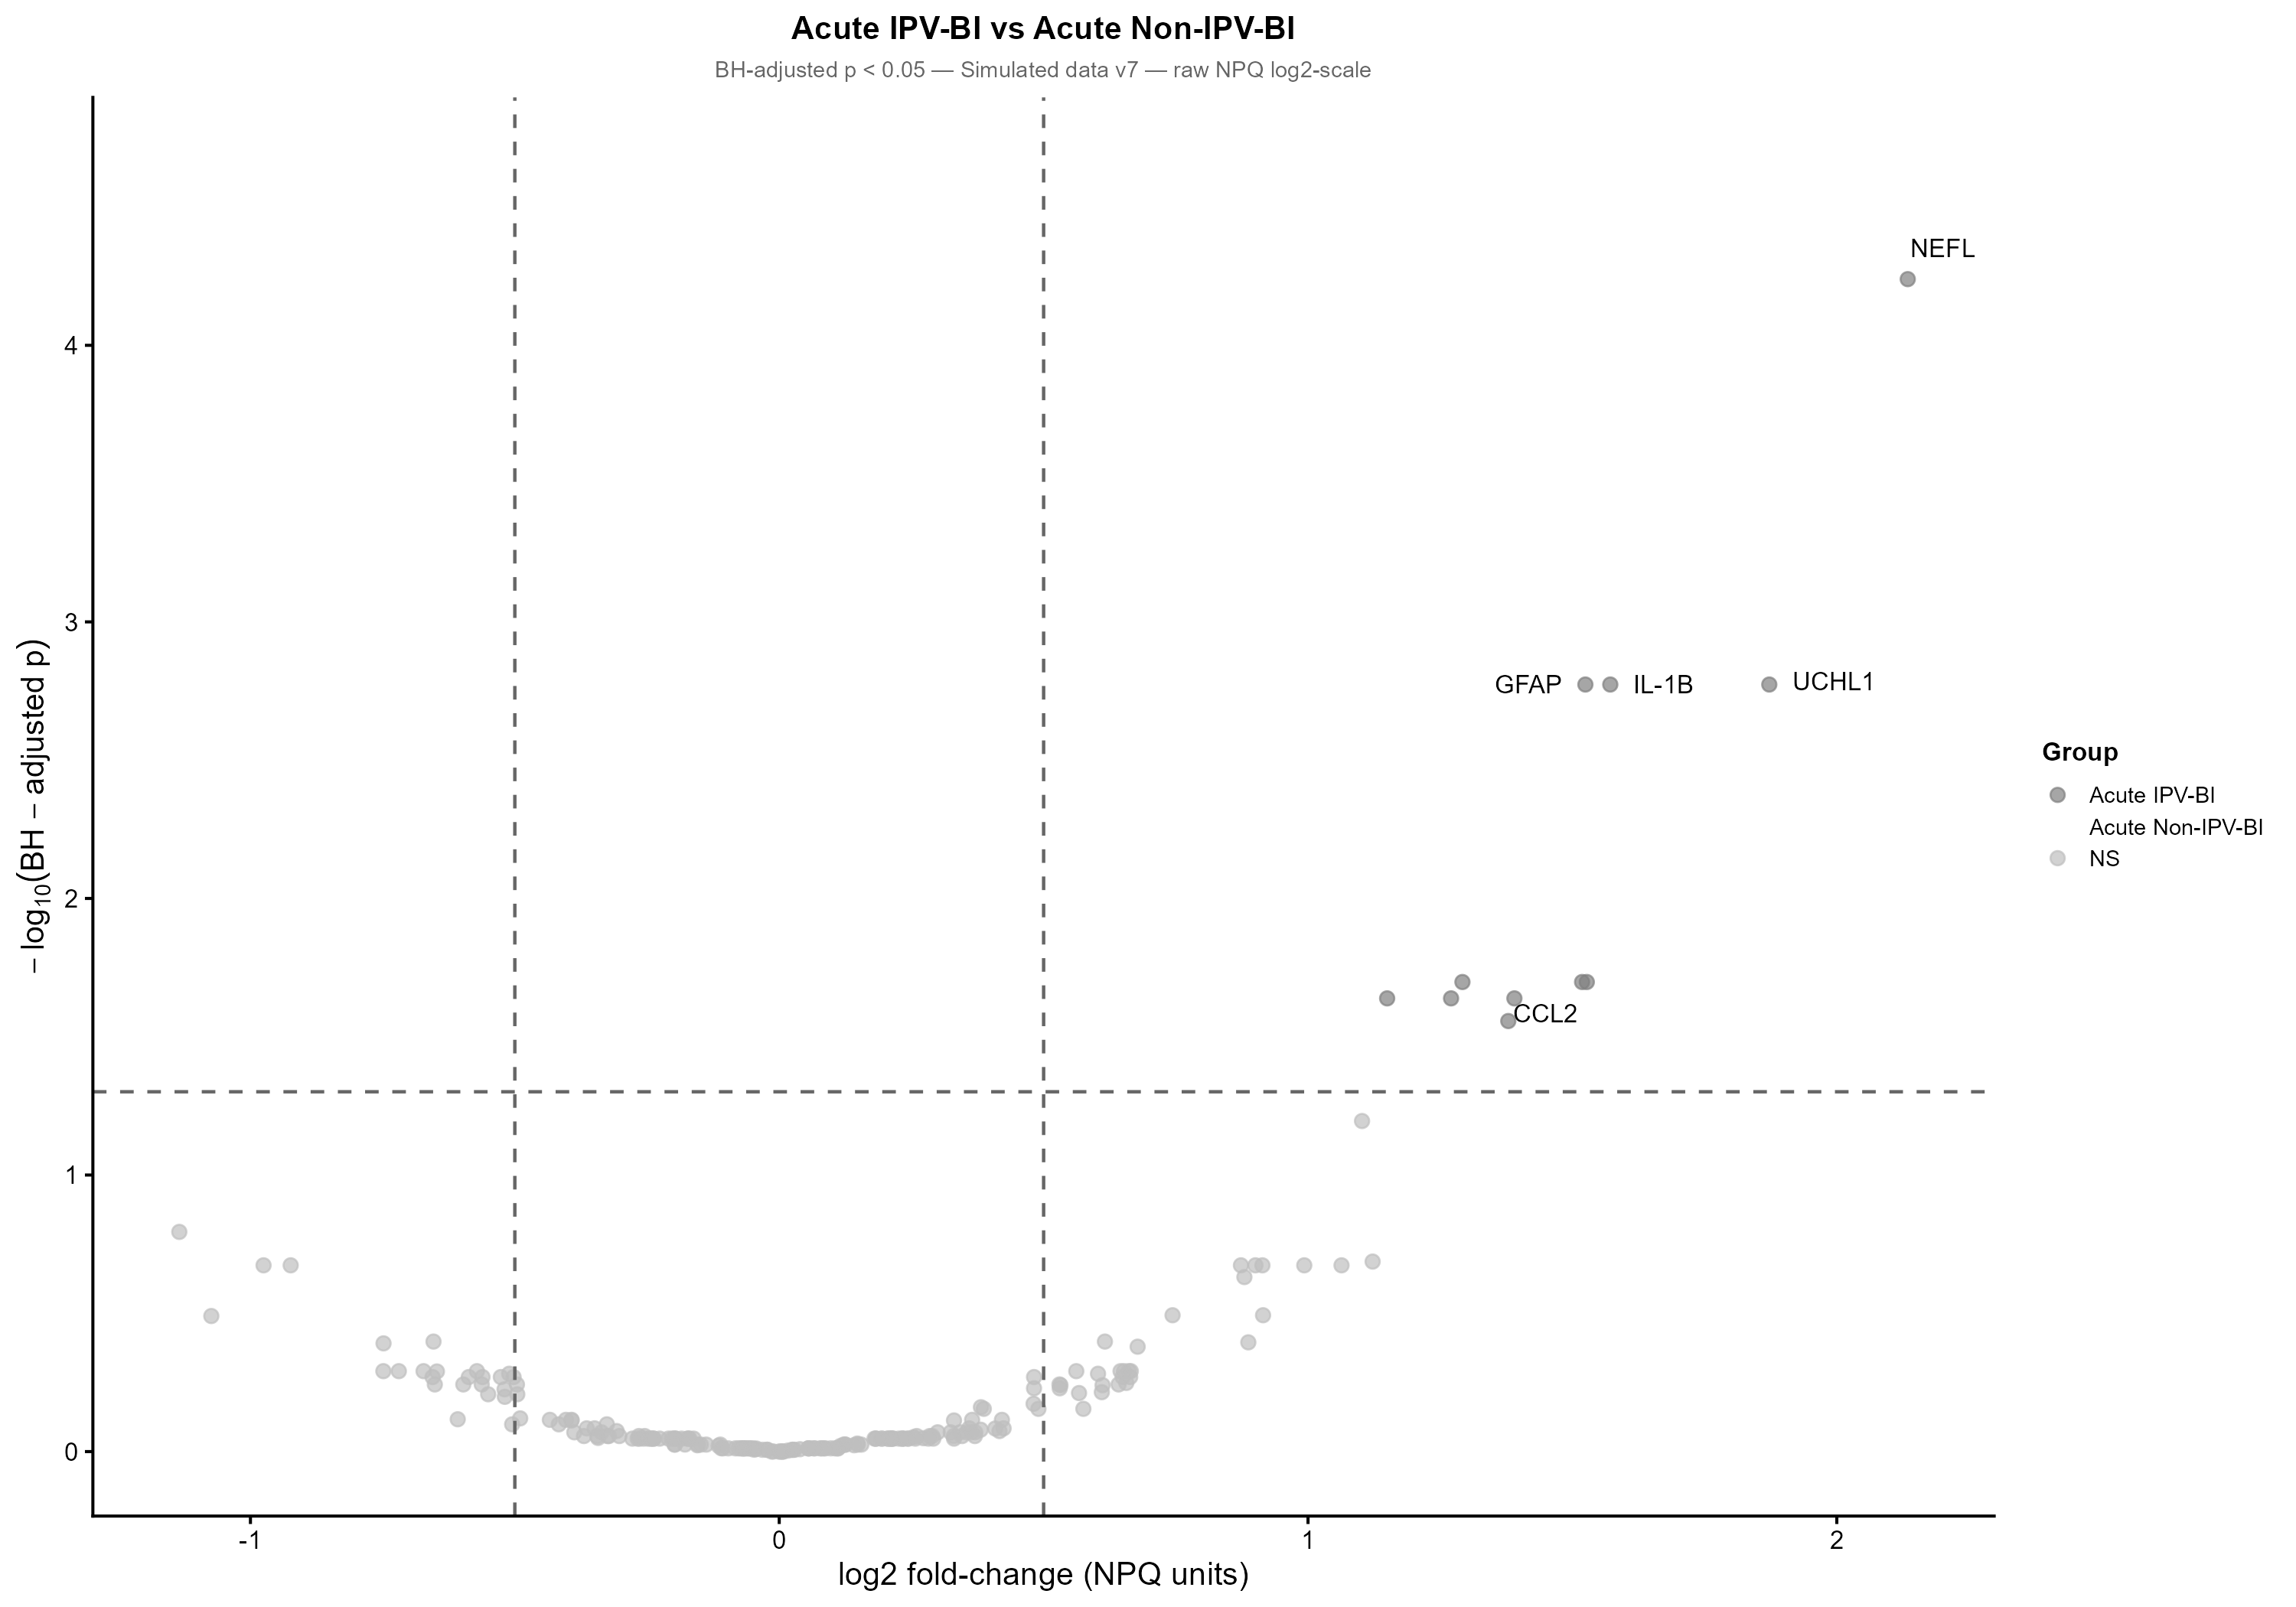 Acute IPV-BI vs Acute Non-IPV-BI
BH-adjusted p < 0.05 — Simulated data v7 — raw NPQ log2-scale
NEFL
4
3
GFAP
IL-1B
UCHL1
Group
Acute IPV-BI
Acute Non-IPV-BI
NS
2
CCL2
1
0
− log₁₀(BH − adjusted p)
-1
0
1
2
log2 fold-change (NPQ units)